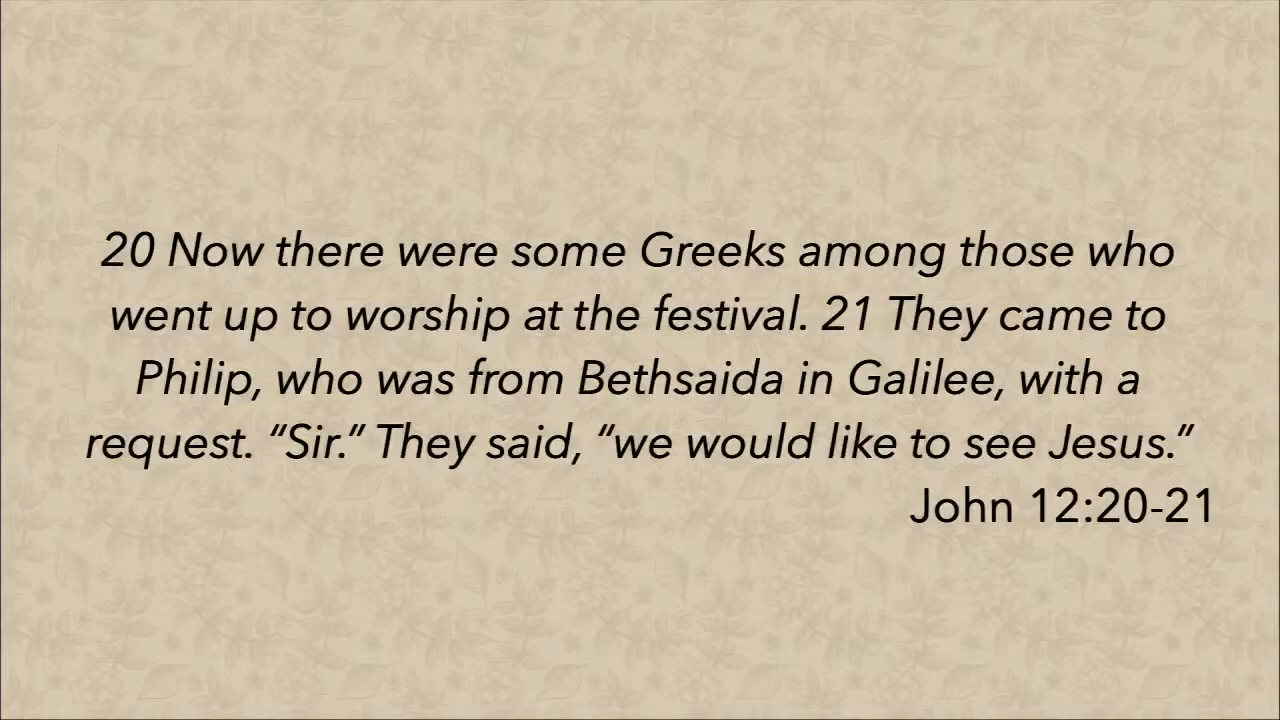 20 Now there were some Greeks among those who
went up to worship at the festival. 21 They came to
Philip, who was from Bethsaida in Galilee, with a
request. “Sir.” They said, “we would like to see Jesus.”
John 12:20-21